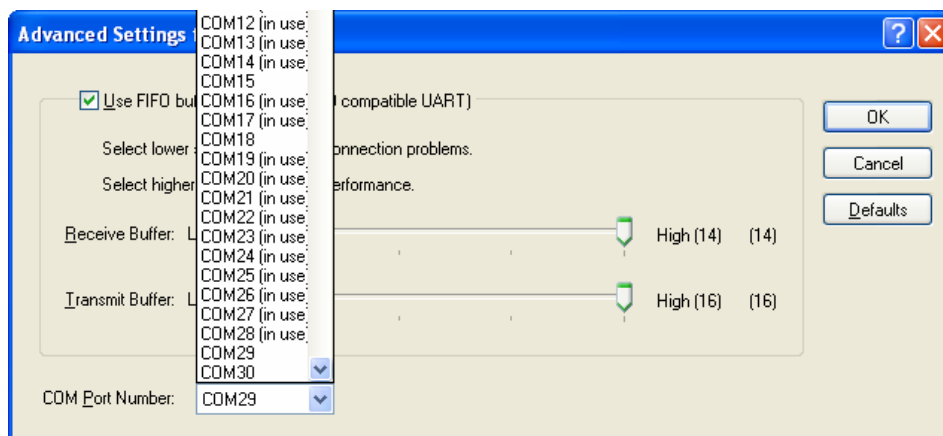 Advanced Settings
Use FIFO compatible UART)
Select lower connection problems.
Select higher performance.
Receive Buffer: High (14) (14)
Transmit Buffer: High (16) (16)
COM Port Number: COM29
COM12 (in use)
COM13 (in use)
COM14 (in use)
COM15
COM16 (in use)
COM17 (in use)
COM18
COM19 (in use)
COM20 (in use)
COM21 (in use)
COM22 (in use)
COM23 (in use)
COM24 (in use)
COM25 (in use)
COM26 (in use)
COM27 (in use)
COM28 (in use)
COM29
COM30
OK
Cancel
Defaults